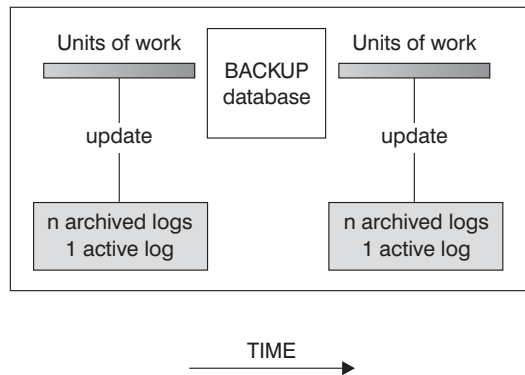 Units of work
BACKUP
database
Units of work
update
update
n archived logs
1 active log
n archived logs
1 active log
TIME